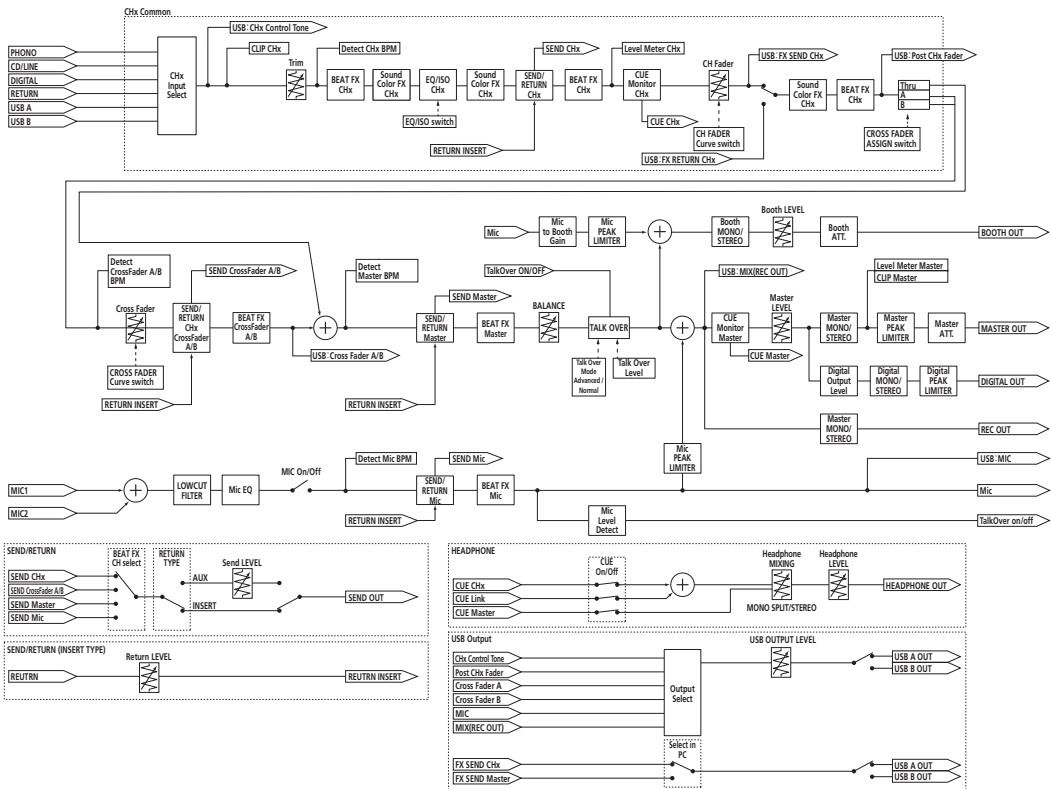 CHx Common
USB:CHx Control Tone
CLIP CHx
Detect CHx BPM
SEND CHx
Level Meter CHx
USB:FX SEND CHx
USB:Post CHx Fader
PHONO
CD/LINE
DIGITAL
RETURN
USB A
USB B
CHx
Input
Select
Trim
BEAT FX
CHx
Sound
Color FX
CHx
EQ/ISO
CHx
Sound
Color FX
CHx
SEND/
RETURN
CHx
BEAT FX
CHx
CUE
Monitor
CHx
CH Fader
Sound
Color FX
CHx
BEAT FX
CHx
Thru
A
B
EQ/ISO switch
RETURN INSERT
CUE CHx
CH FADER
Curve switch
USB:FX RETURN CHx
CROSS FADER
ASSIGN switch
Mic
Mic
to Booth
Gain
Mic
PEAK
LIMITER
Booth
MONO/
STEREO
Booth LEVEL
Booth
ATT.
BOOTH OUT
Detect
CrossFader A/B
BPM
SEND CrossFader A/B
Detect
Master BPM
TalkOver ON/OFF
USB:MIX(REC OUT)
Level Meter Master
CLIP Master
SEND Master
Cross Fader
SEND/
RETURN
CHx
CrossFader
A/B
BEAT FX
CrossFader
A/B
SEND/
RETURN
Master
BEAT FX
Master
BALANCE
TALK OVER
CUE
Monitor
Master
Master
LEVEL
Master
MONO/
STEREO
Master
PEAK
LIMITER
Master
ATT.
MASTER OUT
USB:Cross Fader A/B
CUE Master
CROSS FADER
Curve switch
Talk Over
Mode
Advanced /
Normal
Talk Over
Level
Digital
Output
Level
Digital
MONO/
STEREO
Digital
PEAK
LIMITER
DIGITAL OUT
RETURN INSERT
RETURN INSERT
Master
MONO/
STEREO
REC OUT
Mic
PEAK
LIMITER
USB:MIC
Detect Mic BPM
SEND Mic
MIC1
MIC2
LOWCUT
FILTER
Mic EQ
MIC On/Off
SEND/
RETURN
Mic
BEAT FX
Mic
Mic
RETURN INSERT
Mic
Level
Detect
TalkOver on/off
SEND/RETURN
BEAT FX
CH select
RETURN
TYPE
Send LEVEL
SEND CHx
SEND CrossFader A/B
SEND Master
SEND Mic
AUX
INSERT
SEND OUT
SEND/RETURN (INSERT TYPE)
Return LEVEL
REUTRN
REUTRN INSERT
HEADPHONE
CUE
On/Off
Headphone
MIXING
Headphone
LEVEL
CUE CHx
CUE Link
CUE Master
MONO SPLIT/STEREO
HEADPHONE OUT
USB Output
USB OUTPUT LEVEL
CHx Control Tone
Post CHx Fader
Cross Fader A
Cross Fader B
MIC
MIX(REC OUT)
Output
Select
USB A OUT
USB B OUT
Select in
PC
FX SEND CHx
FX SEND Master
USB A OUT
USB B OUT